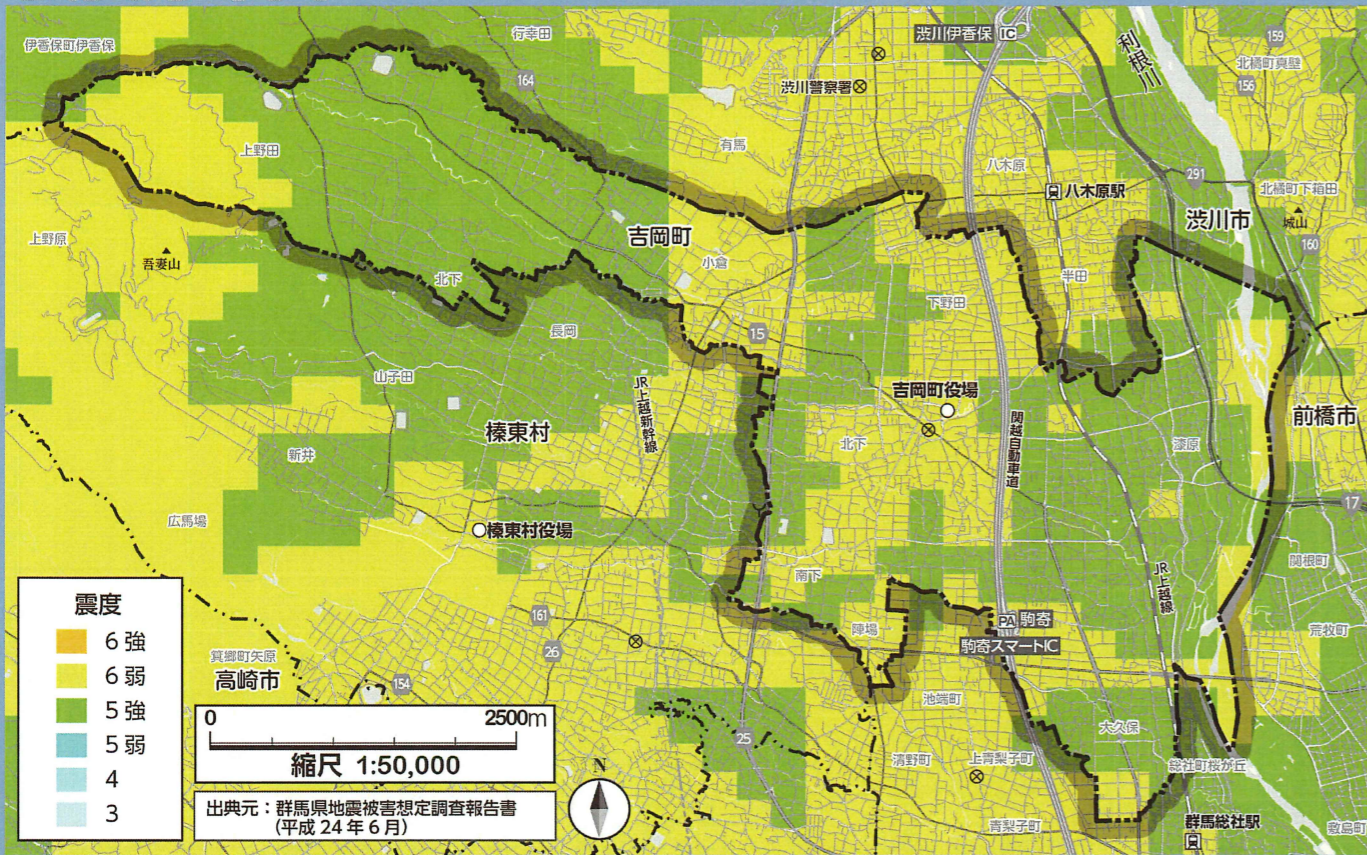 伊香保町伊香保
行幸田
164
渋川伊香保 IC
利根川
159
北橘町真壁
156
渋川警察署
有馬
上野田
八木原
八木原駅
291
北橘町下箱田
渋川市
城山
160
上野原
吾妻山
吉岡町
小倉
北下
半田
下野田
長岡
15
山子田
JR上越新幹線
吉岡町役場
関越自動車道
前橋市
榛東村
北下
漆原
新井
17
広馬場
榛東村役場
関根町
南下
JR上越線
161
陣場
PA 駒寄
荒牧町
26
駒寄スマートIC
箕郷町矢原
高崎市
154
池端町
大久保
25
清野町
上青梨子町
総社町桜が丘
青梨子町
群馬総社駅
敷島町
震度
6強
6弱
5強
5弱
4
3
0 2500m
縮尺 1:50,000
出典元：群馬県地震被害想定調査報告書
（平成24年6月）
N